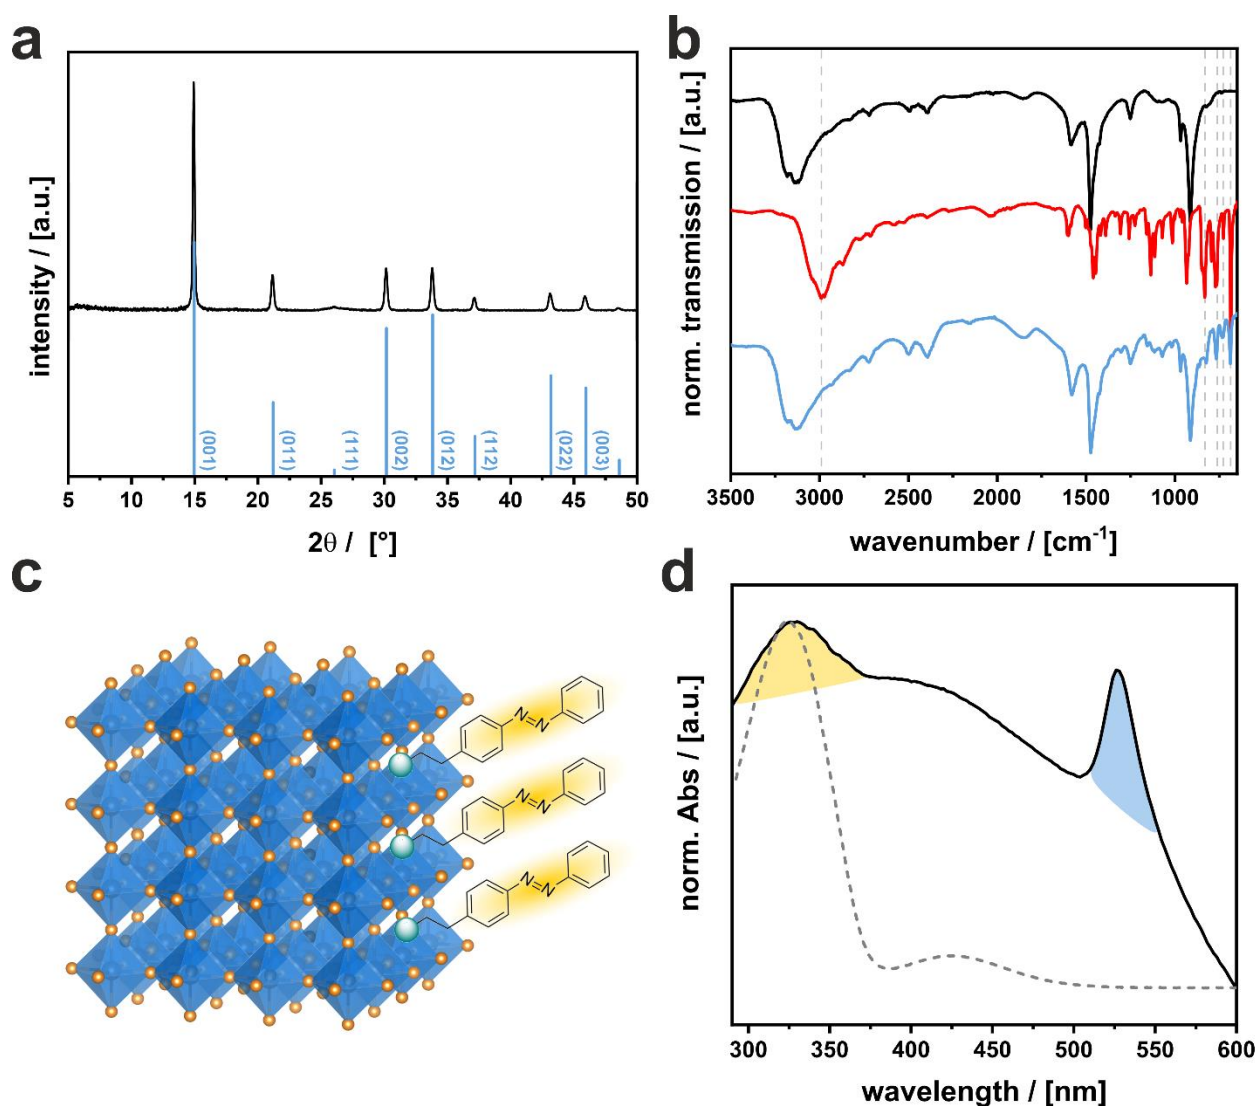 a
intensity / [a.u.]
(001)
(011)
(111)
(002)
(012)
(112)
(022)
(003)
5 10 15 20 25 30 35 40 45 50
2θ / [°]
b
norm. transmission / [a.u.]
3500 3000 2500 2000 1500 1000
wavenumber / [cm⁻¹]
c
N=N
N=N
N=N
d
norm. Abs / [a.u.]
300 350 400 450 500 550 600
wavelength / [nm]